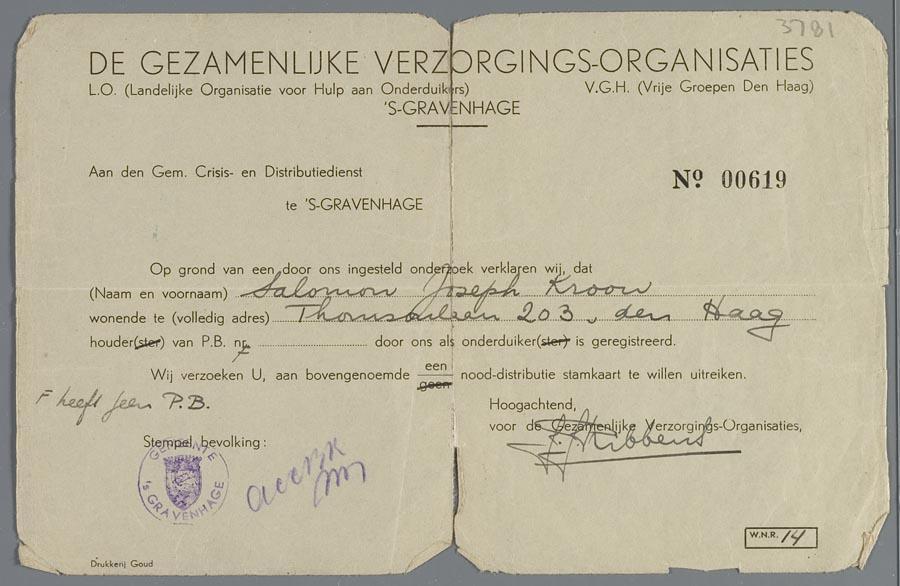 3781
DE GEZAMENLIJKE VERZORGINGS-ORGANISATIES
L.O. (Landelijke Organisatie voor Hulp aan Onderduikers) V.G.H. (Vrije Groepen Den Haag)
'S-GRAVENHAGE
Aan den Gem. Crisis- en Distributiedienst
Nº 00619
te 'S-GRAVENHAGE
Op grond van een door ons ingesteld onderzoek verklaren wij, dat
(Naam en voornaam) Salomon Joseph Kroon
wonende te (volledig adres) Thomsonleen 203, den Haag
houder(ster) van P.B. nr. door ons als onderduiker(ster) is geregistreerd.
Wij verzoeken U, aan bovengenoemde een geen nood-distributie stamkaart te willen uitreiken.
F heeft geen P.B.
Hoogachtend,
voor de Gezamenlijke Verzorgings-Organisaties,
Stempel bevolking:
GEMEENTE 's GRAVENHAGE
W.N.R. 14
Drukkerij Goud